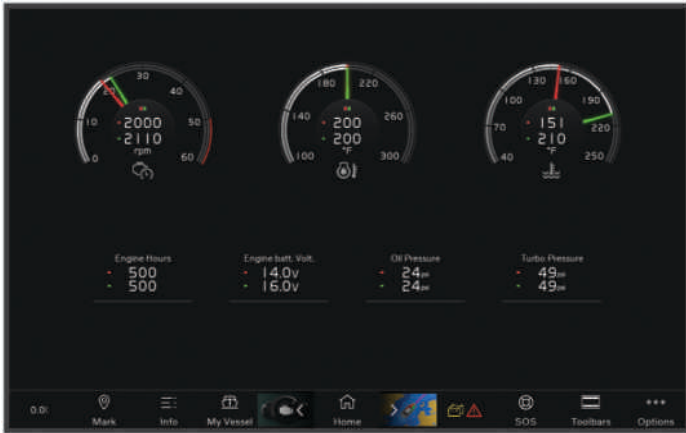 30
20
40
10
50
0
60
2000
2110
rpm
180
220
140
260
100
300
200
200
°F
130
160
100
190
70
220
40
250
151
210
°F
Engine Hours
500
500
Engine batt. Volt.
14.0v
16.0v
Oil Pressure
24psi
24psi
Turbo Pressure
49psi
49psi
Mark
Info
My Vessel
Home
SOS
Toolbars
Options